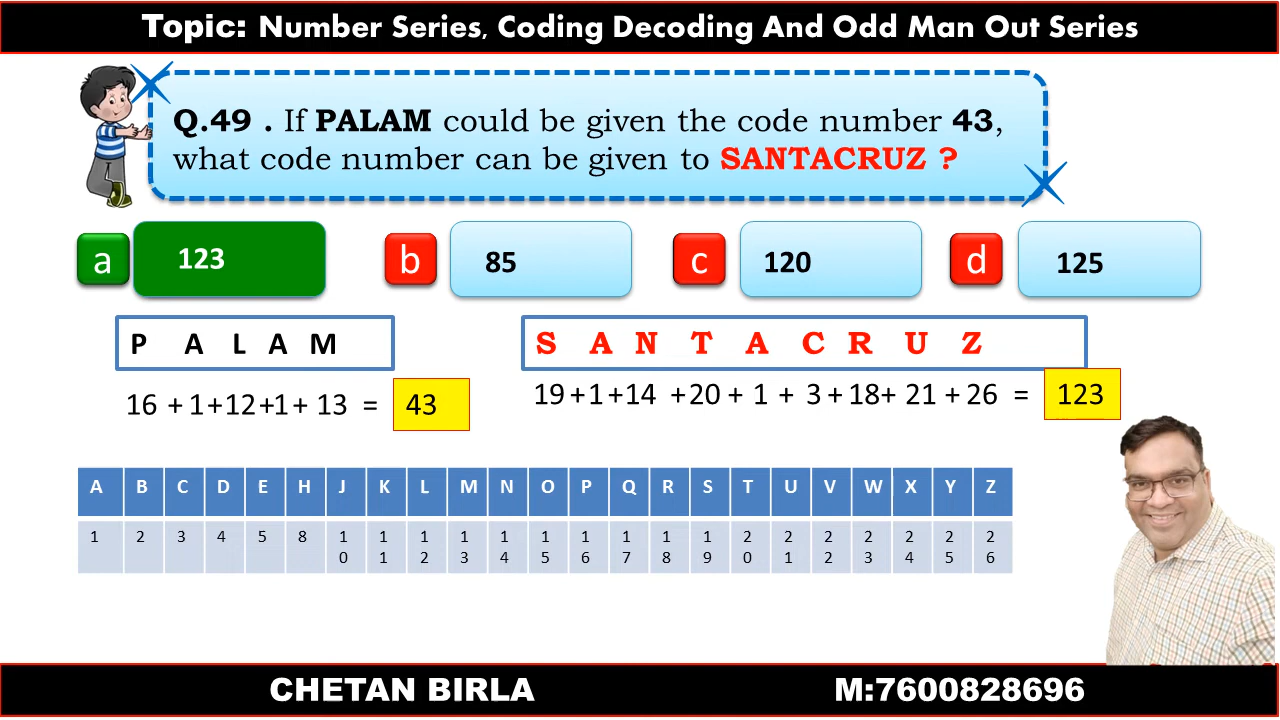 Topic: Number Series, Coding Decoding And Odd Man Out Series
Q.49 . If PALAM could be given the code number 43,
what code number can be given to SANTACRUZ ?
a 123 b 85 c 120 d 125
P A L A M
S A N T A C R U Z
16 + 1+12+1+ 13 = 43
19+1+14 +20 + 1 + 3+18+ 21 + 26 = 123
A B C D E H J K L M N O P Q R S T U V W X Y Z
1 2 3 4 5 8 10 11 12 13 14 15 16 17 18 19 20 21 22 23 24 25 26
CHETAN BIRLA M:7600828696